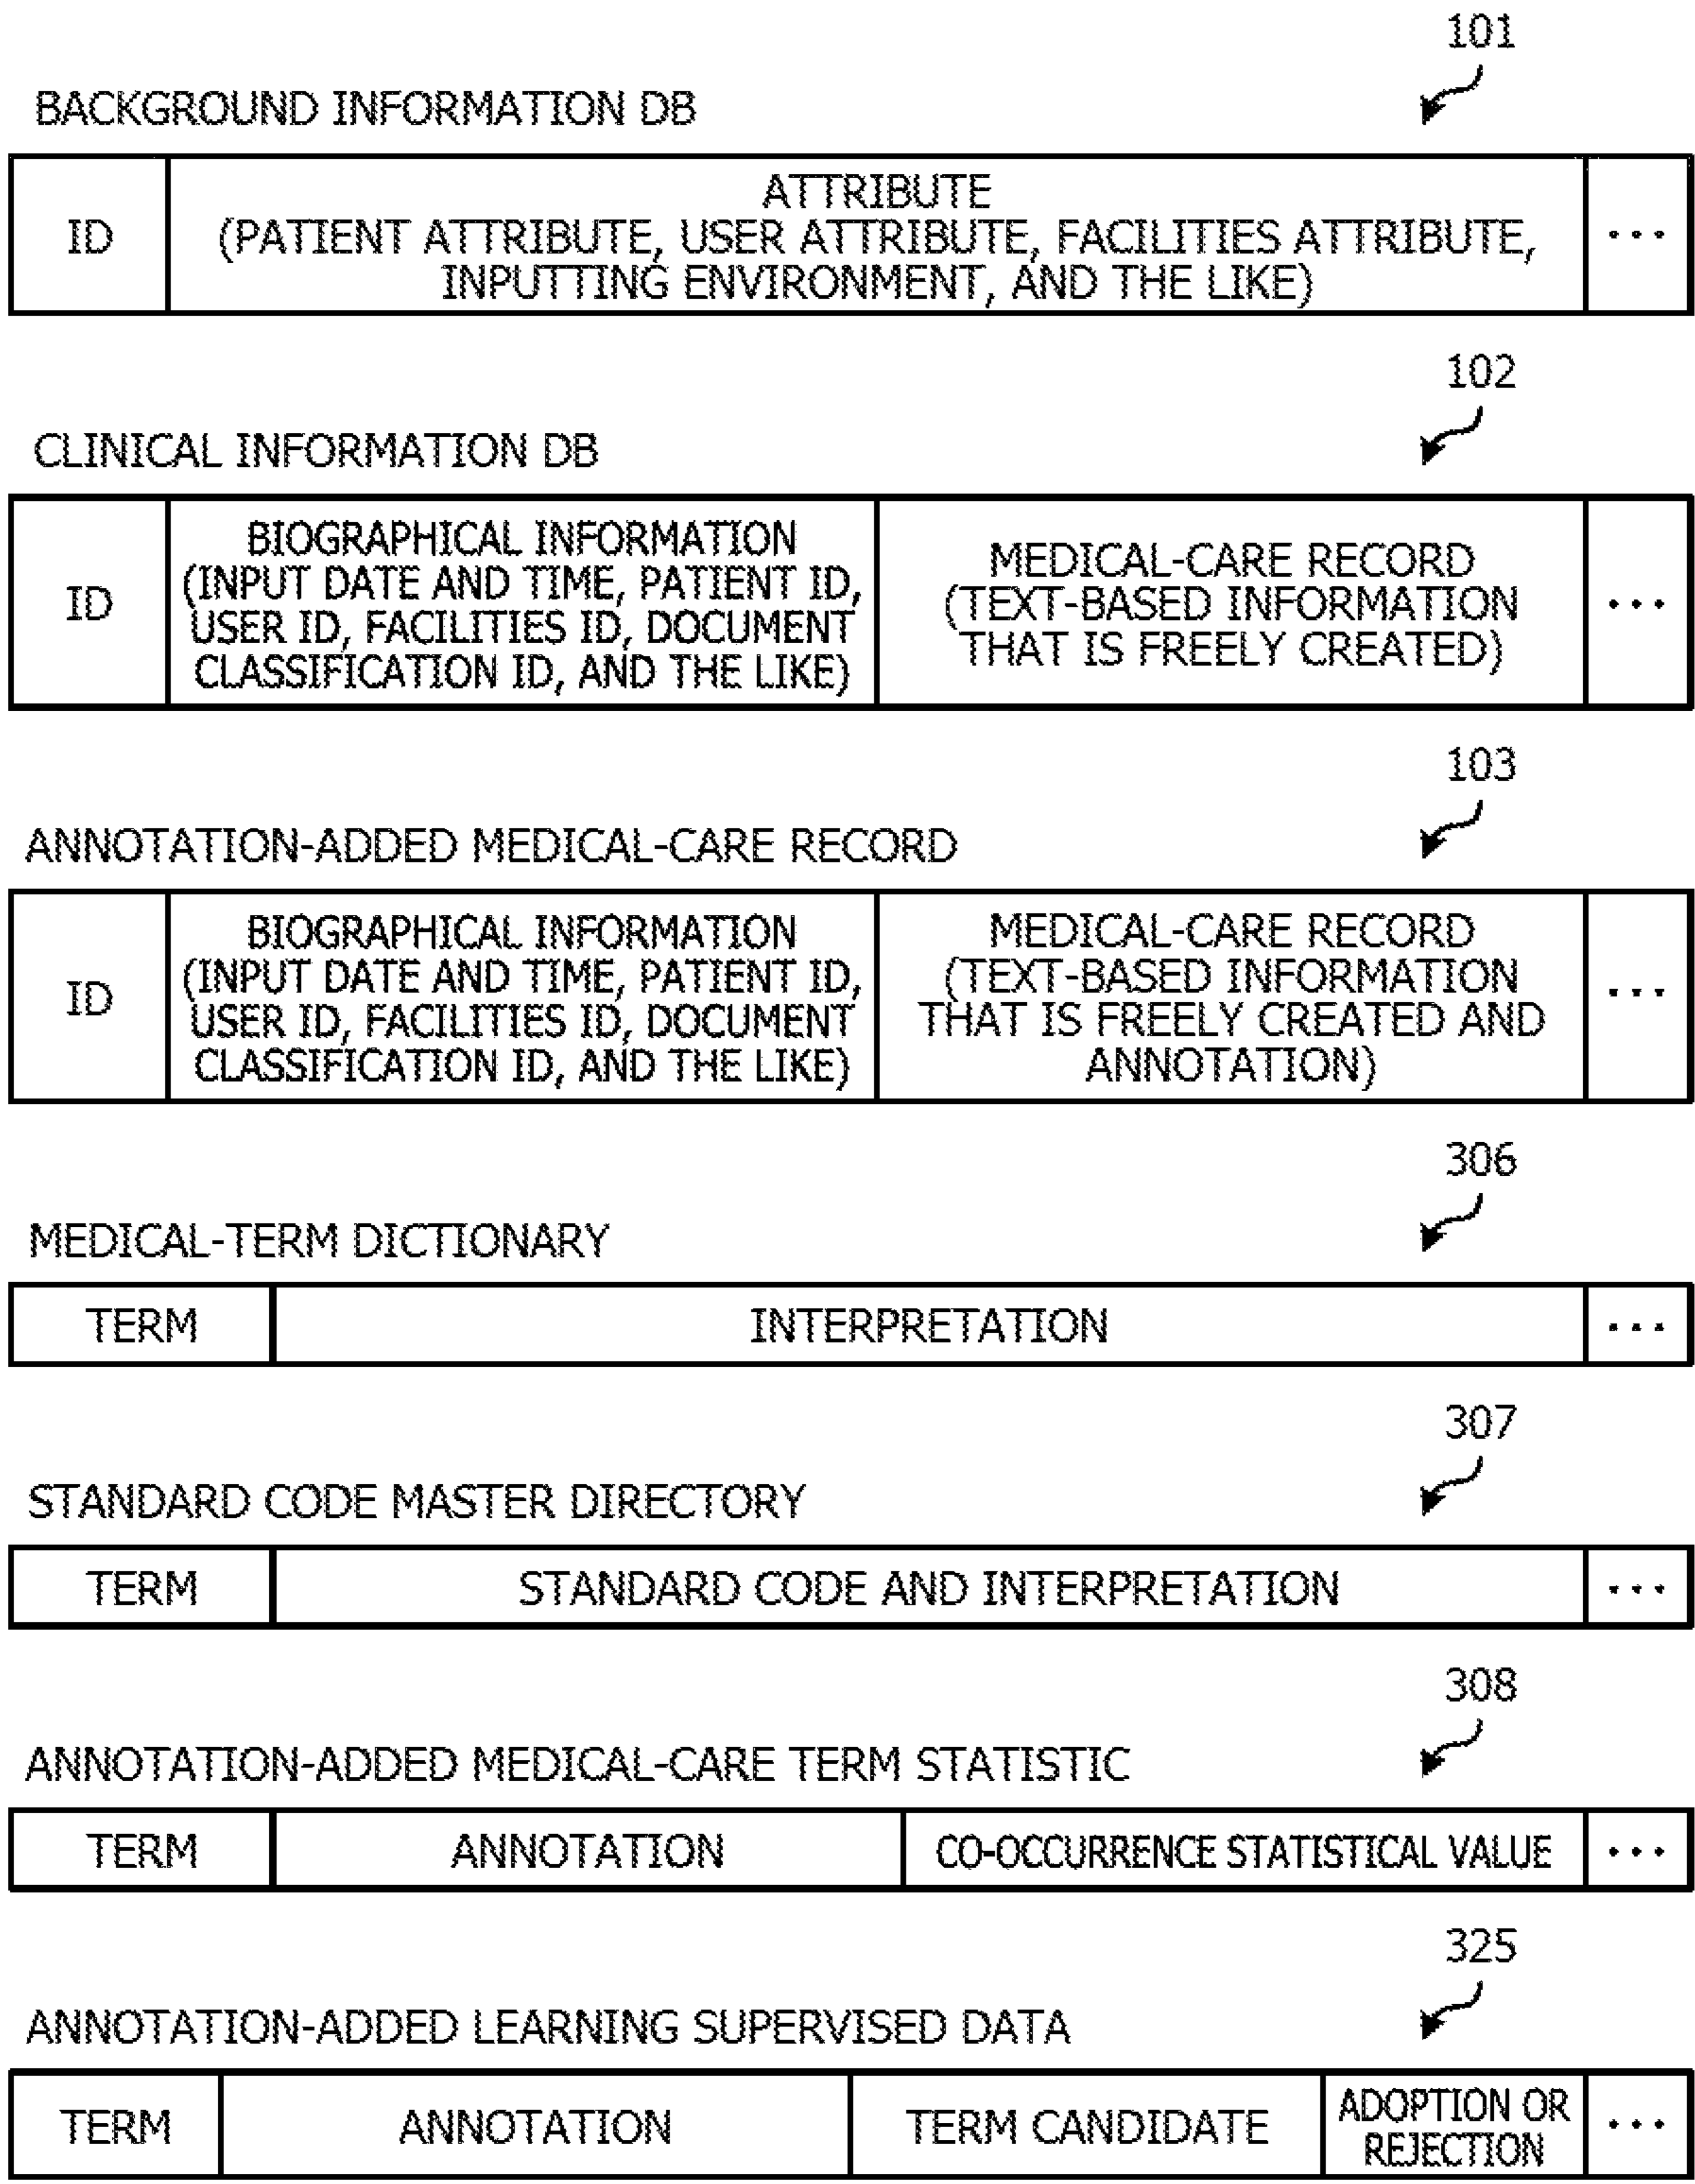 101
BACKGROUND INFORMATION DB
ID
ATTRIBUTE
(PATIENT ATTRIBUTE, USER ATTRIBUTE, FACILITIES ATTRIBUTE,
INPUTTING ENVIRONMENT, AND THE LIKE)
...
102
CLINICAL INFORMATION DB
ID
BIOGRAPHICAL INFORMATION
(INPUT DATE AND TIME, PATIENT ID,
USER ID, FACILITIES ID, DOCUMENT
CLASSIFICATION ID, AND THE LIKE)
MEDICAL-CARE RECORD
(TEXT-BASED INFORMATION
THAT IS FREELY CREATED)
...
103
ANNOTATION-ADDED MEDICAL-CARE RECORD
ID
BIOGRAPHICAL INFORMATION
(INPUT DATE AND TIME, PATIENT ID,
USER ID, FACILITIES ID, DOCUMENT
CLASSIFICATION ID, AND THE LIKE)
MEDICAL-CARE RECORD
(TEXT-BASED INFORMATION
THAT IS FREELY CREATED AND
ANNOTATION)
...
306
MEDICAL-TERM DICTIONARY
TERM
INTERPRETATION
...
307
STANDARD CODE MASTER DIRECTORY
TERM
STANDARD CODE AND INTERPRETATION
...
308
ANNOTATION-ADDED MEDICAL-CARE TERM STATISTIC
TERM
ANNOTATION
CO-OCCURRENCE STATISTICAL VALUE
...
325
ANNOTATION-ADDED LEARNING SUPERVISED DATA
TERM
ANNOTATION
TERM CANDIDATE
ADOPTION OR
REJECTION
...